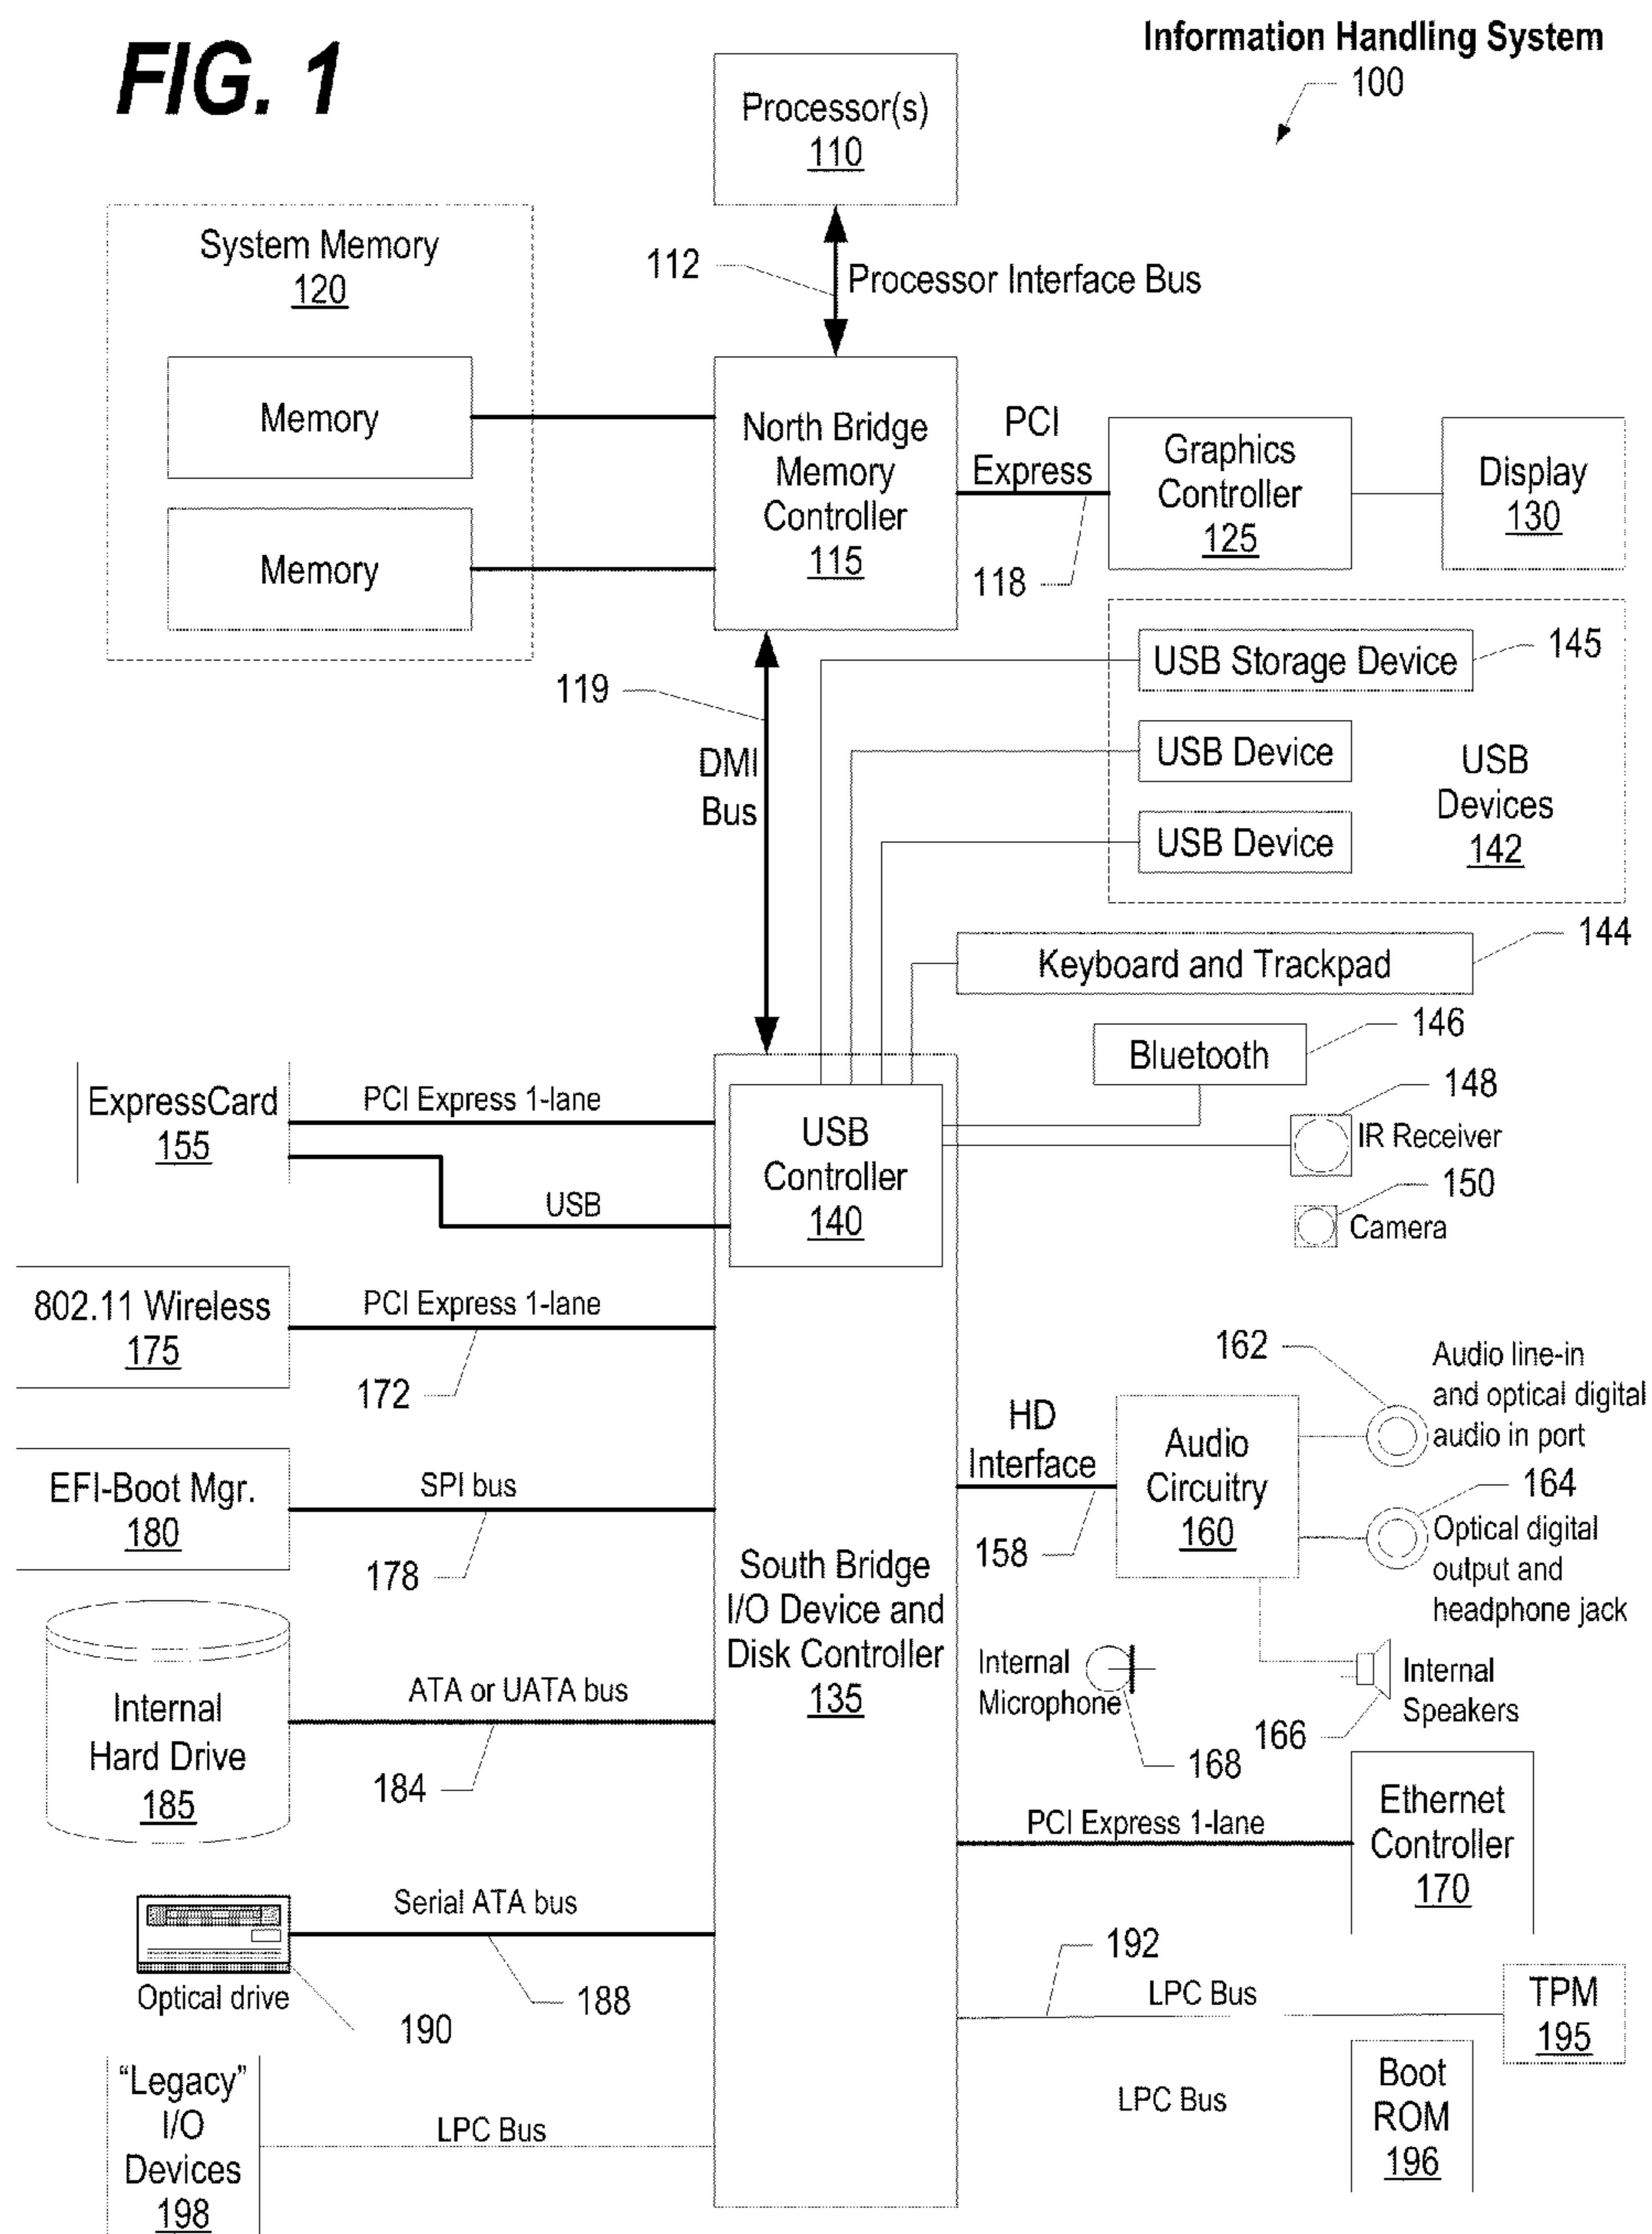 FIG. 1
Information Handling System
100
Processor(s)
110
System Memory
120
112
Processor Interface Bus
Memory
Memory
North Bridge
Memory
Controller
115
PCI
Express
118
Graphics
Controller
125
Display
130
119
DMI
Bus
USB Storage Device
145
USB Device
USB Device
USB
Devices
142
Keyboard and Trackpad
144
Bluetooth
146
148
IR Receiver
150
Camera
ExpressCard
155
PCI Express 1-lane
USB
USB
Controller
140
802.11 Wireless
175
PCI Express 1-lane
172
EFI-Boot Mgr.
180
SPI bus
178
South Bridge
I/O Device and
Disk Controller
135
HD
Interface
158
Audio
Circuitry
160
162
Audio line-in
and optical digital
audio in port
164
Optical digital
output and
headphone jack
Internal
Microphone
168
166
Internal
Speakers
Internal
Hard Drive
185
ATA or UATA bus
184
PCI Express 1-lane
Ethernet
Controller
170
Serial ATA bus
188
Optical drive
190
192
LPC Bus
TPM
195
LPC Bus
Boot
ROM
196
“Legacy”
I/O
Devices
198
LPC Bus